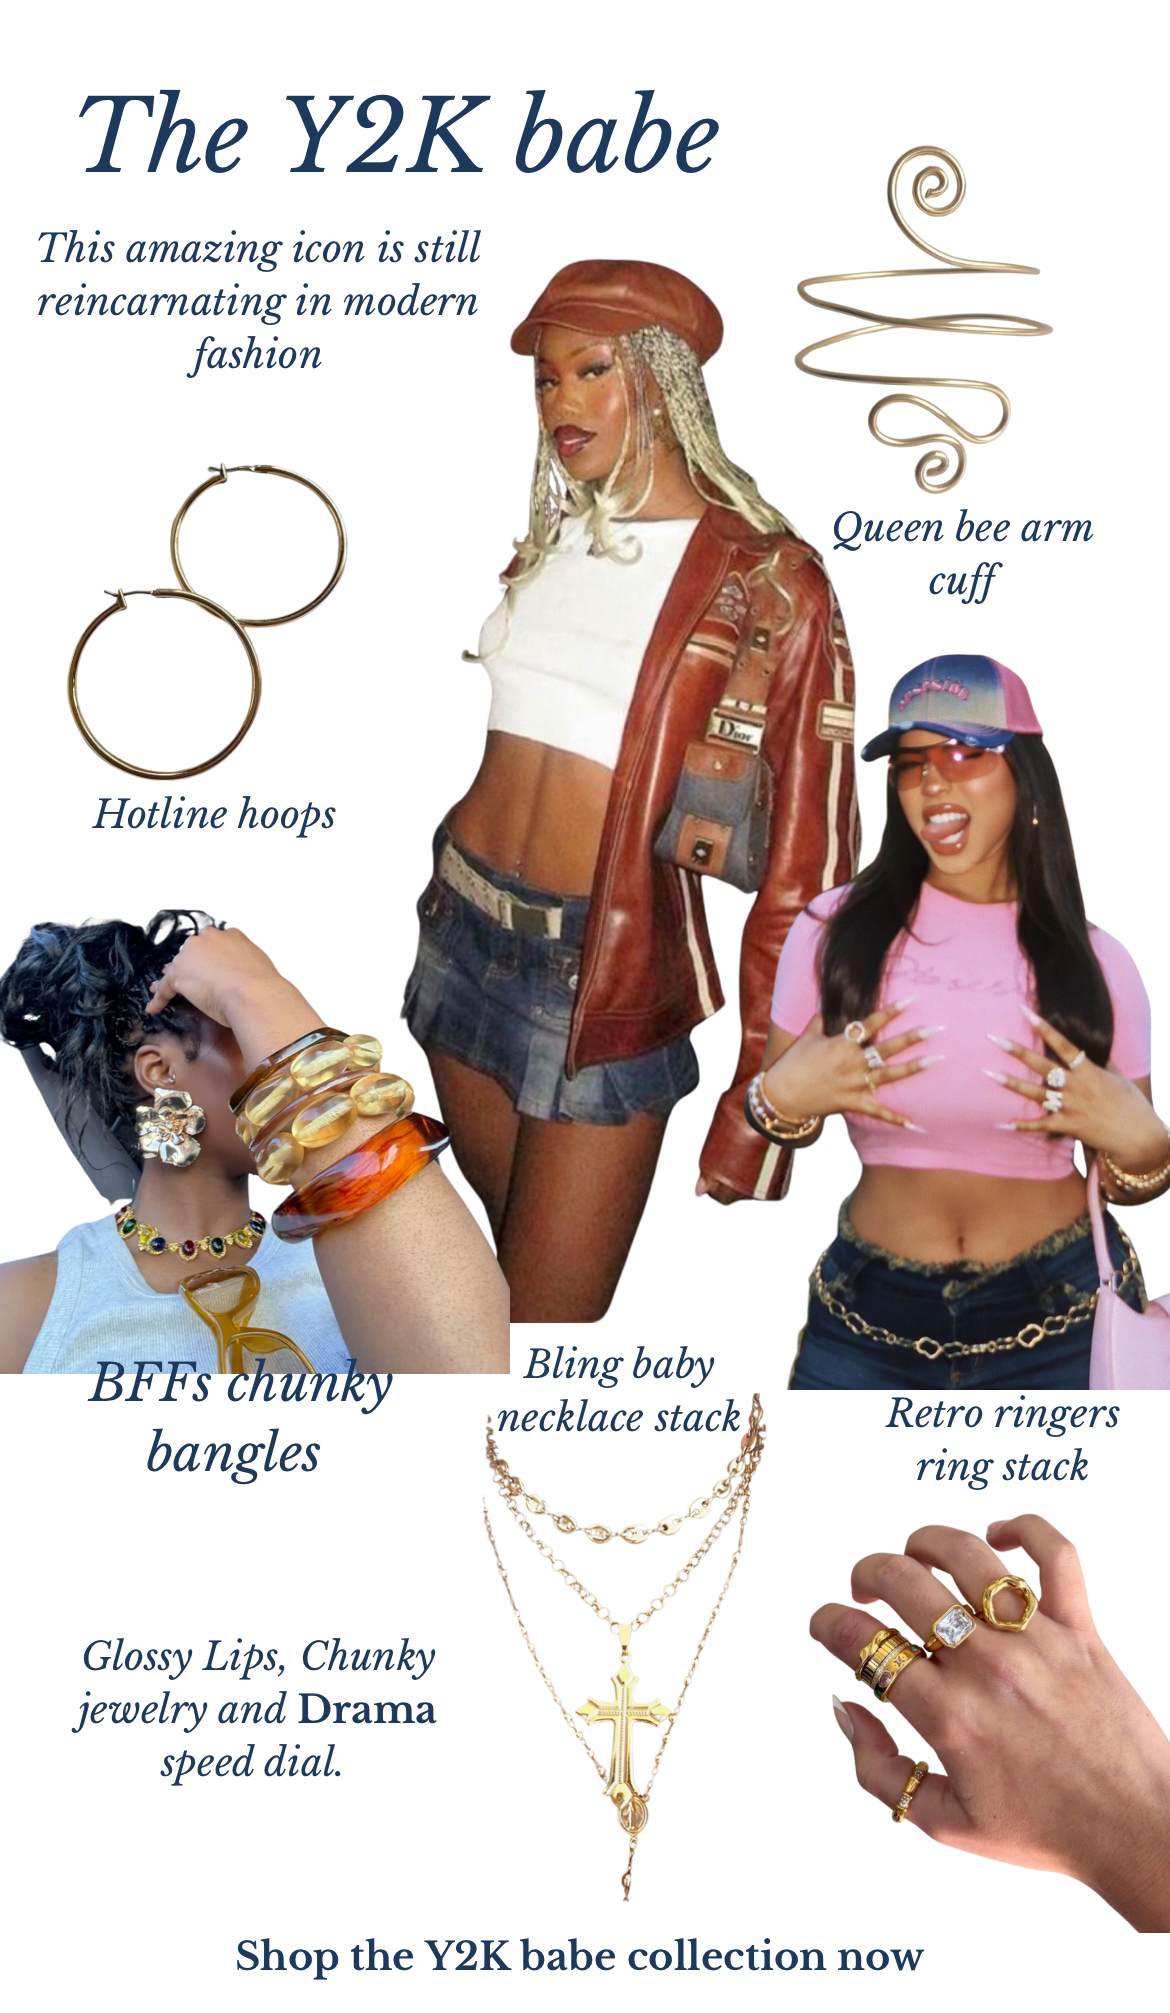 The Y2K babe
This amazing icon is still
reincarnating in modern
fashion
Queen bee arm
cuff
Hotline hoops
Dior
BFFs chunky
bangles
Bling baby
necklace stack
Retro ringers
ring stack
Glossy Lips, Chunky
jewelry and Drama
speed dial.
Shop the Y2K babe collection now